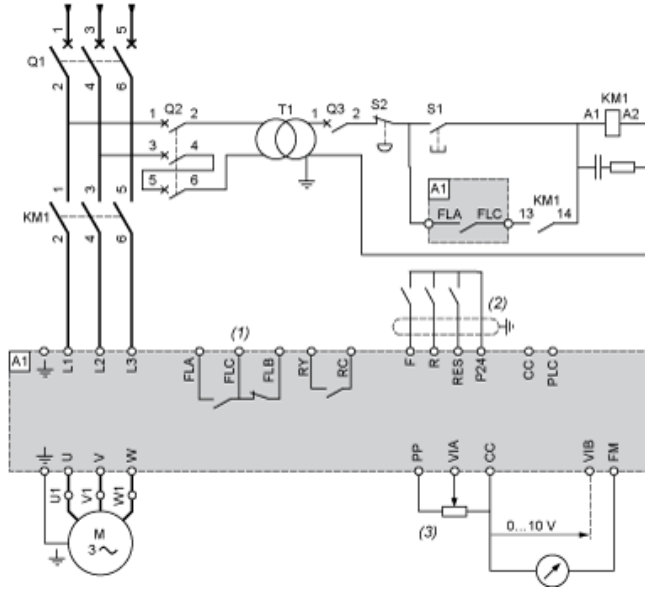 1 3 5
Q1
2 4 6
1 Q2 2
3 4
5 6
T1
1 Q3 2
S2
S1
KM1
A1 A2
A1
FLA FLC
KM1
13 14
1 3 5
KM1
2 4 6
(1)
(2)
A1
L1 L2 L3
FLA FLC FLB RY RC
F R RES P24 CC PLC
U V W
PP VIA CC VIB FM
U1 V1 W1
(3)
0...10 V
M
3